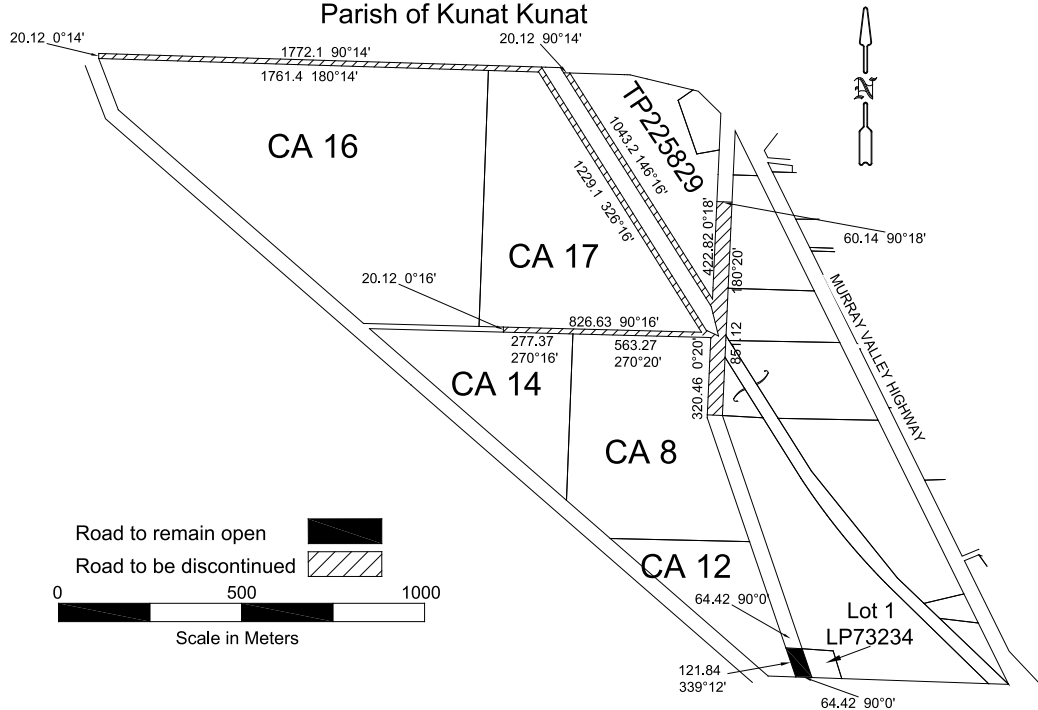 Parish of Kunat Kunat
20.12 0°14'
1772.1 90°14'
20.12 90°14'
1761.4 180°14'
N
TP225829
CA 16
1043.2 146°16'
1229.1 326°16'
422.82 0°18'
180°20'
60.14 90°18'
CA 17
20.12 0°16'
MURRAY VALLEY HIGHWAY
826.63 90°16'
277.37
270°16'
563.27
270°20'
320.46 0°20'
851.12
CA 14
CA 8
Road to remain open
Road to be discontinued
CA 12
0 500 1000
Scale in Meters
64.42 90°0'
Lot 1
LP73234
121.84
339°12'
64.42 90°0'